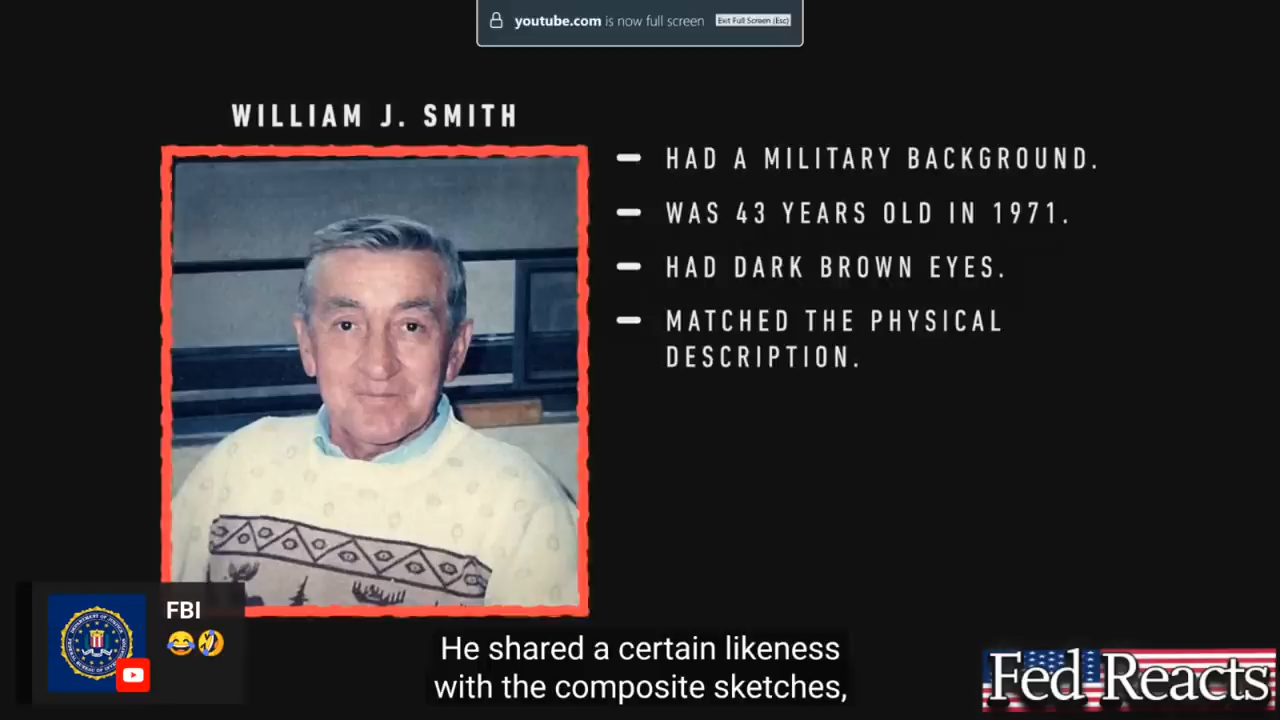 youtube.com is now full screen Exit Full Screen (Esc)
WILLIAM J. SMITH
HAD A MILITARY BACKGROUND.
WAS 43 YEARS OLD IN 1971.
HAD DARK BROWN EYES.
MATCHED THE PHYSICAL
DESCRIPTION.
FBI
He shared a certain likeness
with the composite sketches,
Fed Reacts